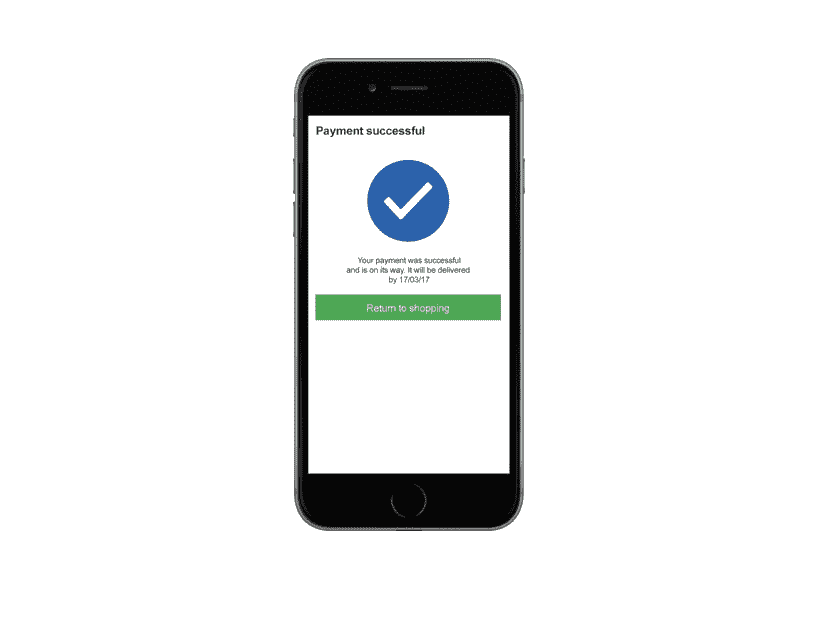 Payment successful
Your payment was successful
and is on its way. It will be delivered
by 17/03/17
Return to shopping